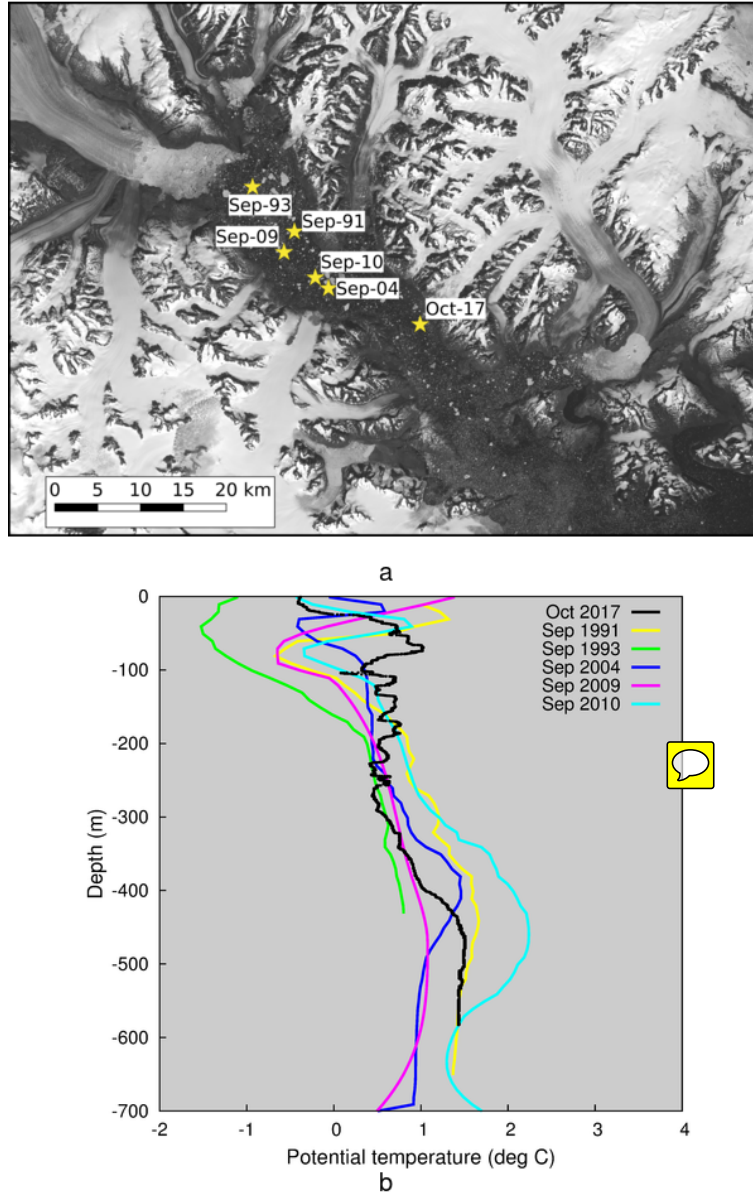 Sep-93
Sep-91
Sep-09
Sep-10
Sep-04
Oct-17
0 5 10 15 20 km
a
0
-100
-200
-300
-400
-500
-600
-700
Depth (m)
Oct 2017
Sep 1991
Sep 1993
Sep 2004
Sep 2009
Sep 2010
-2 -1 0 1 2 3 4
Potential temperature (deg C)
b